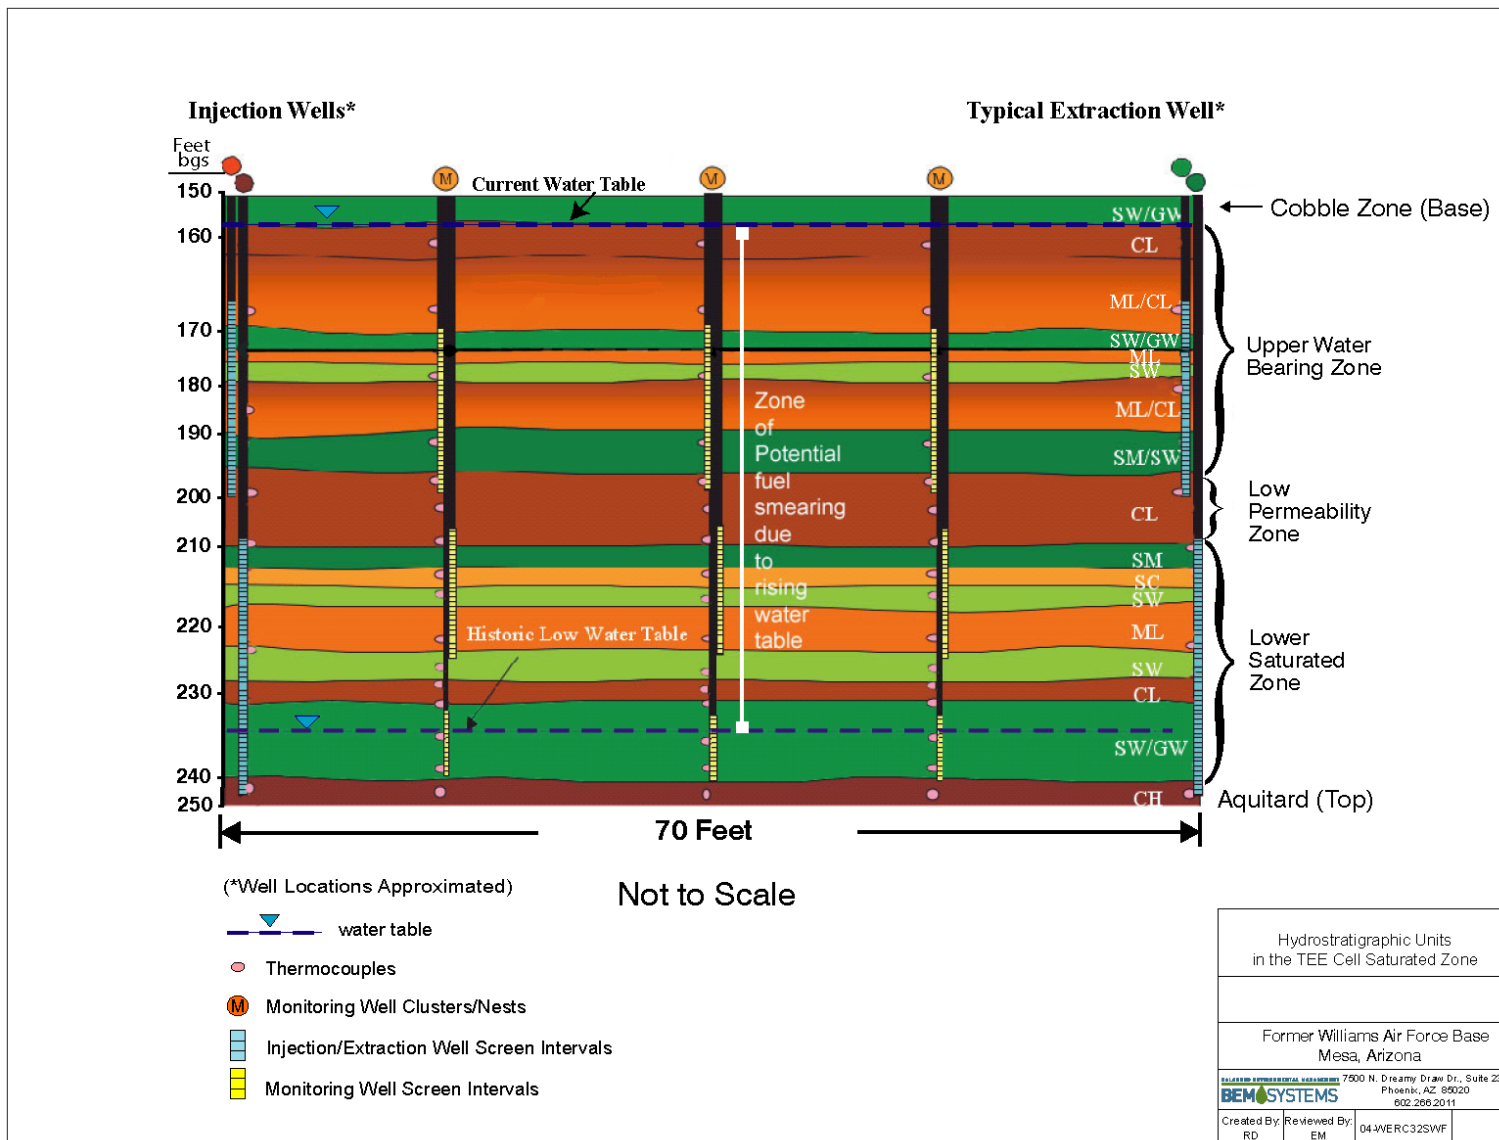 Injection Wells*
Typical Extraction Well*
Feet
bgs
M
M
M
Current Water Table
150
160
170
180
190
200
210
220
230
240
250
SW/GW
CL
ML/CL
SW/GW
ML
SW
ML/CL
SM/SW
CL
SM
SC
SW
ML
SW
CL
SW/GW
CH
Zone
of
Potential
fuel
smearing
due
to
rising
water
table
Historic Low Water Table
Cobble Zone (Base)
Upper Water
Bearing Zone
Low
Permeability
Zone
Lower
Saturated
Zone
Aquitard (Top)
70 Feet
(*Well Locations Approximated)
Not to Scale
water table
Thermocouples
M
Monitoring Well Clusters/Nests
Injection/Extraction Well Screen Intervals
Monitoring Well Screen Intervals
Hydrostratigraphic Units
in the TEE Cell Saturated Zone
Former Williams Air Force Base
Mesa, Arizona
BEM SYSTEMS
7500 N. Dreamy Draw Dr., Suite
Phoenix, AZ 85020
602.266.2011
Created By:
RD
Reviewed By:
EM
04-WERC32SWF